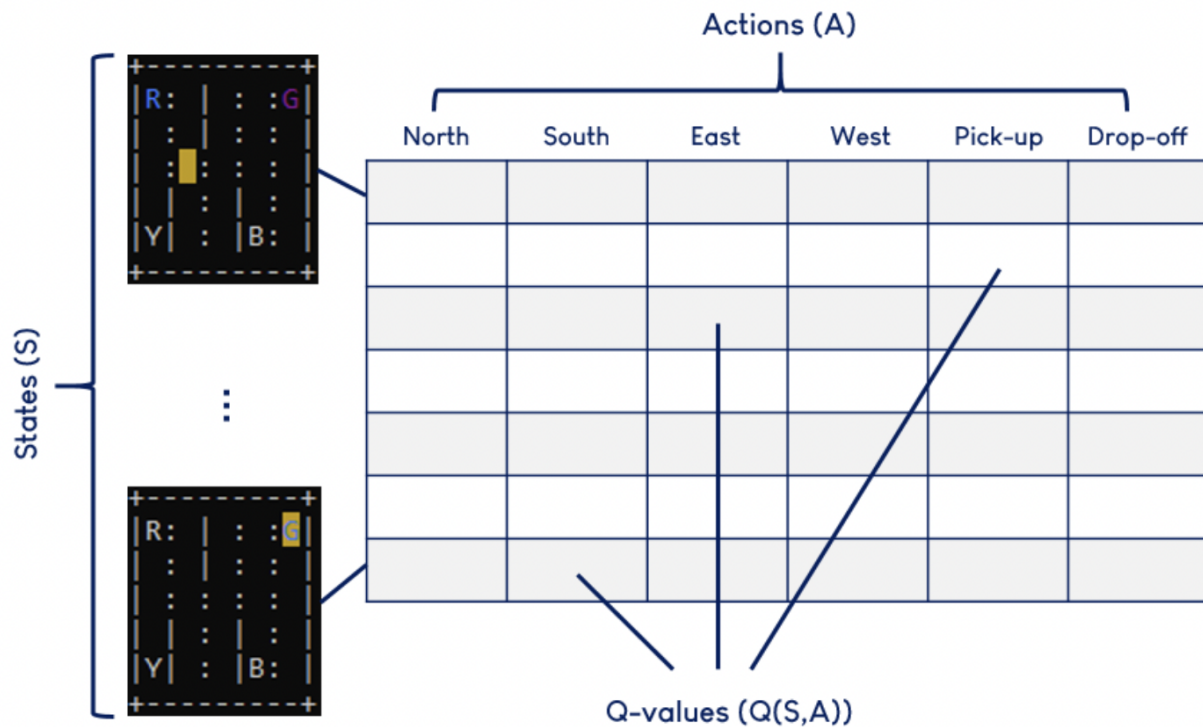 Actions (A)
North South East West Pick-up Drop-off
States (S)
+---------+
|R: | : :G|
| : | : : |
| : : : : |
| | : | : |
|Y| : |B: |
+---------+
⋮
+---------+
|R: | : :G|
| : | : : |
| : : : : |
| | : | : |
|Y| : |B: |
+---------+
Q-values (Q(S,A))